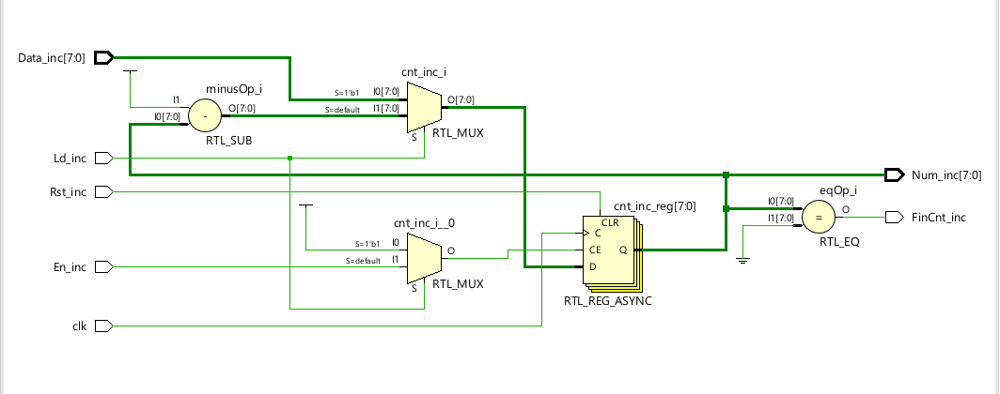 Data_inc[7:0]
cnt_inc_i
minusOp_i
S=1'b1
I0[7:0]
I1
O[7:0]
O[7:0]
S=default
I1[7:0]
I0[7:0]
-
S
RTL_MUX
RTL_SUB
Ld_inc
Num_inc[7:0]
Rst_inc
eqOp_i
cnt_inc_reg[7:0]
I0[7:0]
O
cnt_inc_i__0
CLR
I1[7:0]
=
FinCnt_inc
C
S=1'b1
I0
RTL_EQ
O
CE
Q
S=default
I1
En_inc
D
RTL_MUX
S
RTL_REG_ASYNC
clk